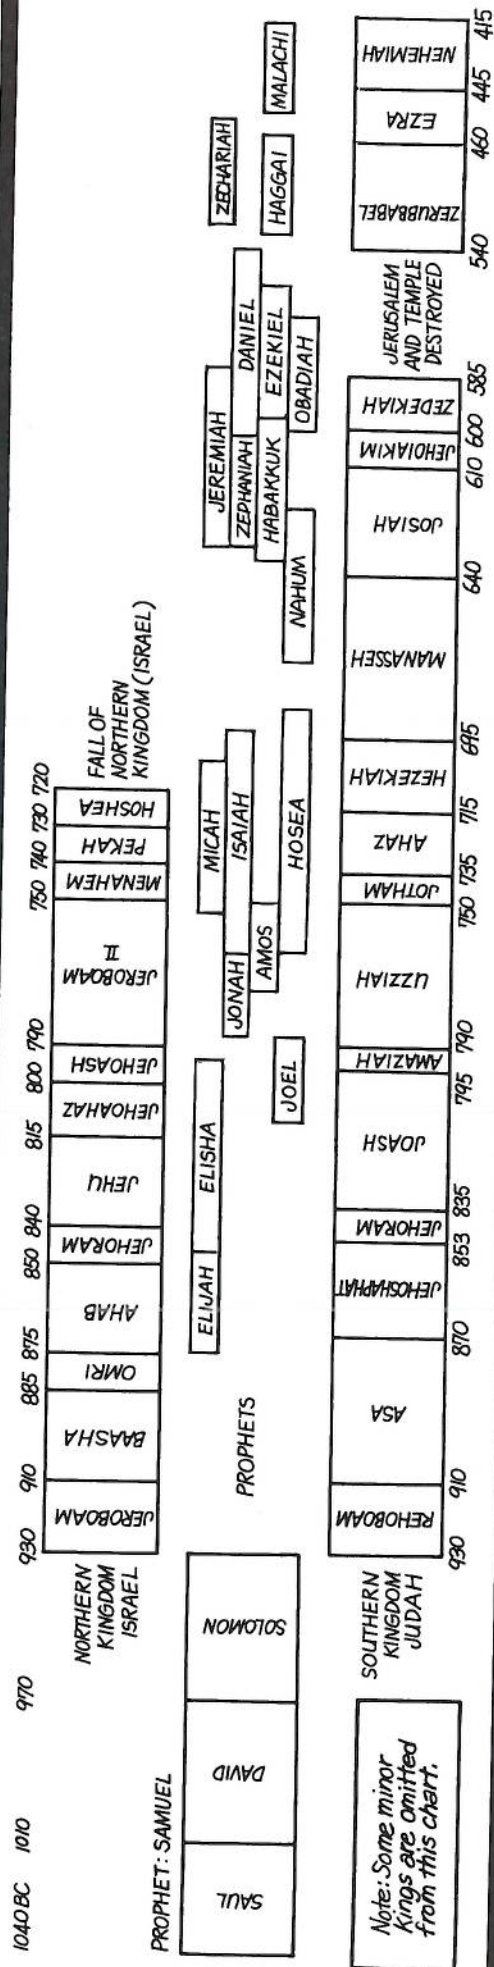 1040 BC 1010 970 930 910 885 875 850 840 815 800 790 750 740 730 720
NORTHERN
KINGDOM
ISRAEL
JEROBOAM
BAASHA
OMRI
AHAB
JEHORAM
JEHU
JEHOAHAZ
JEHOASH
JEROBOAM
II
MENAHEM
PEKAH
HOSHEA
FALL OF
NORTHERN
KINGDOM (ISRAEL)
PROPHET: SAMUEL
SAUL
DAVID
SOLOMON
PROPHETS
ELIJAH
ELISHA
JOEL
JONAH
AMOS
MICAH
ISAIAH
HOSEA
NAHUM
JEREMIAH
ZEPHANIAH
HABAKKUK
DANIEL
EZEKIEL
OBADIAH
ZECHARIAH
HAGGAI
MALACHI
Note: Some minor
Kings are omitted
from this chart.
SOUTHERN
KINGDOM
JUDAH
REHOBOAM
ASA
JEHOSHAPHAT
JEHORAM
JOASH
AMAZIAH
UZZIAH
JOTHAM
AHAZ
HEZEKIAH
MANASSEH
JOSIAH
JEHOIAKIM
ZEDEKIAH
JERUSALEM
AND TEMPLE
DESTROYED
ZERUBBABEL
EZRA
NEHEMIAH
930 910 870 853 835 795 790 750 735 715 695 640 610 600 585 540 460 445 415